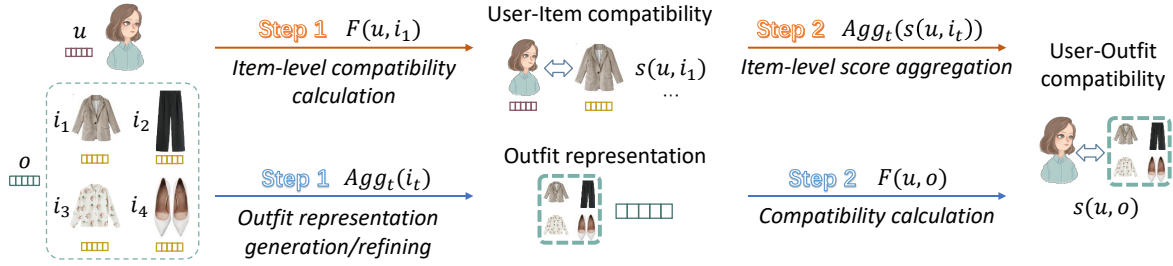 u
i₁ i₂
o
i₃ i₄
Step 1 F(u, i₁)
Item-level compatibility
calculation
User-Item compatibility
s(u, i₁)
...
Step 2 Aggₜ(s(u, iₜ))
Item-level score aggregation
User-Outfit
compatibility
s(u, o)
Step 1 Aggₜ(iₜ)
Outfit representation
generation/refining
Outfit representation
Step 2 F(u, o)
Compatibility calculation